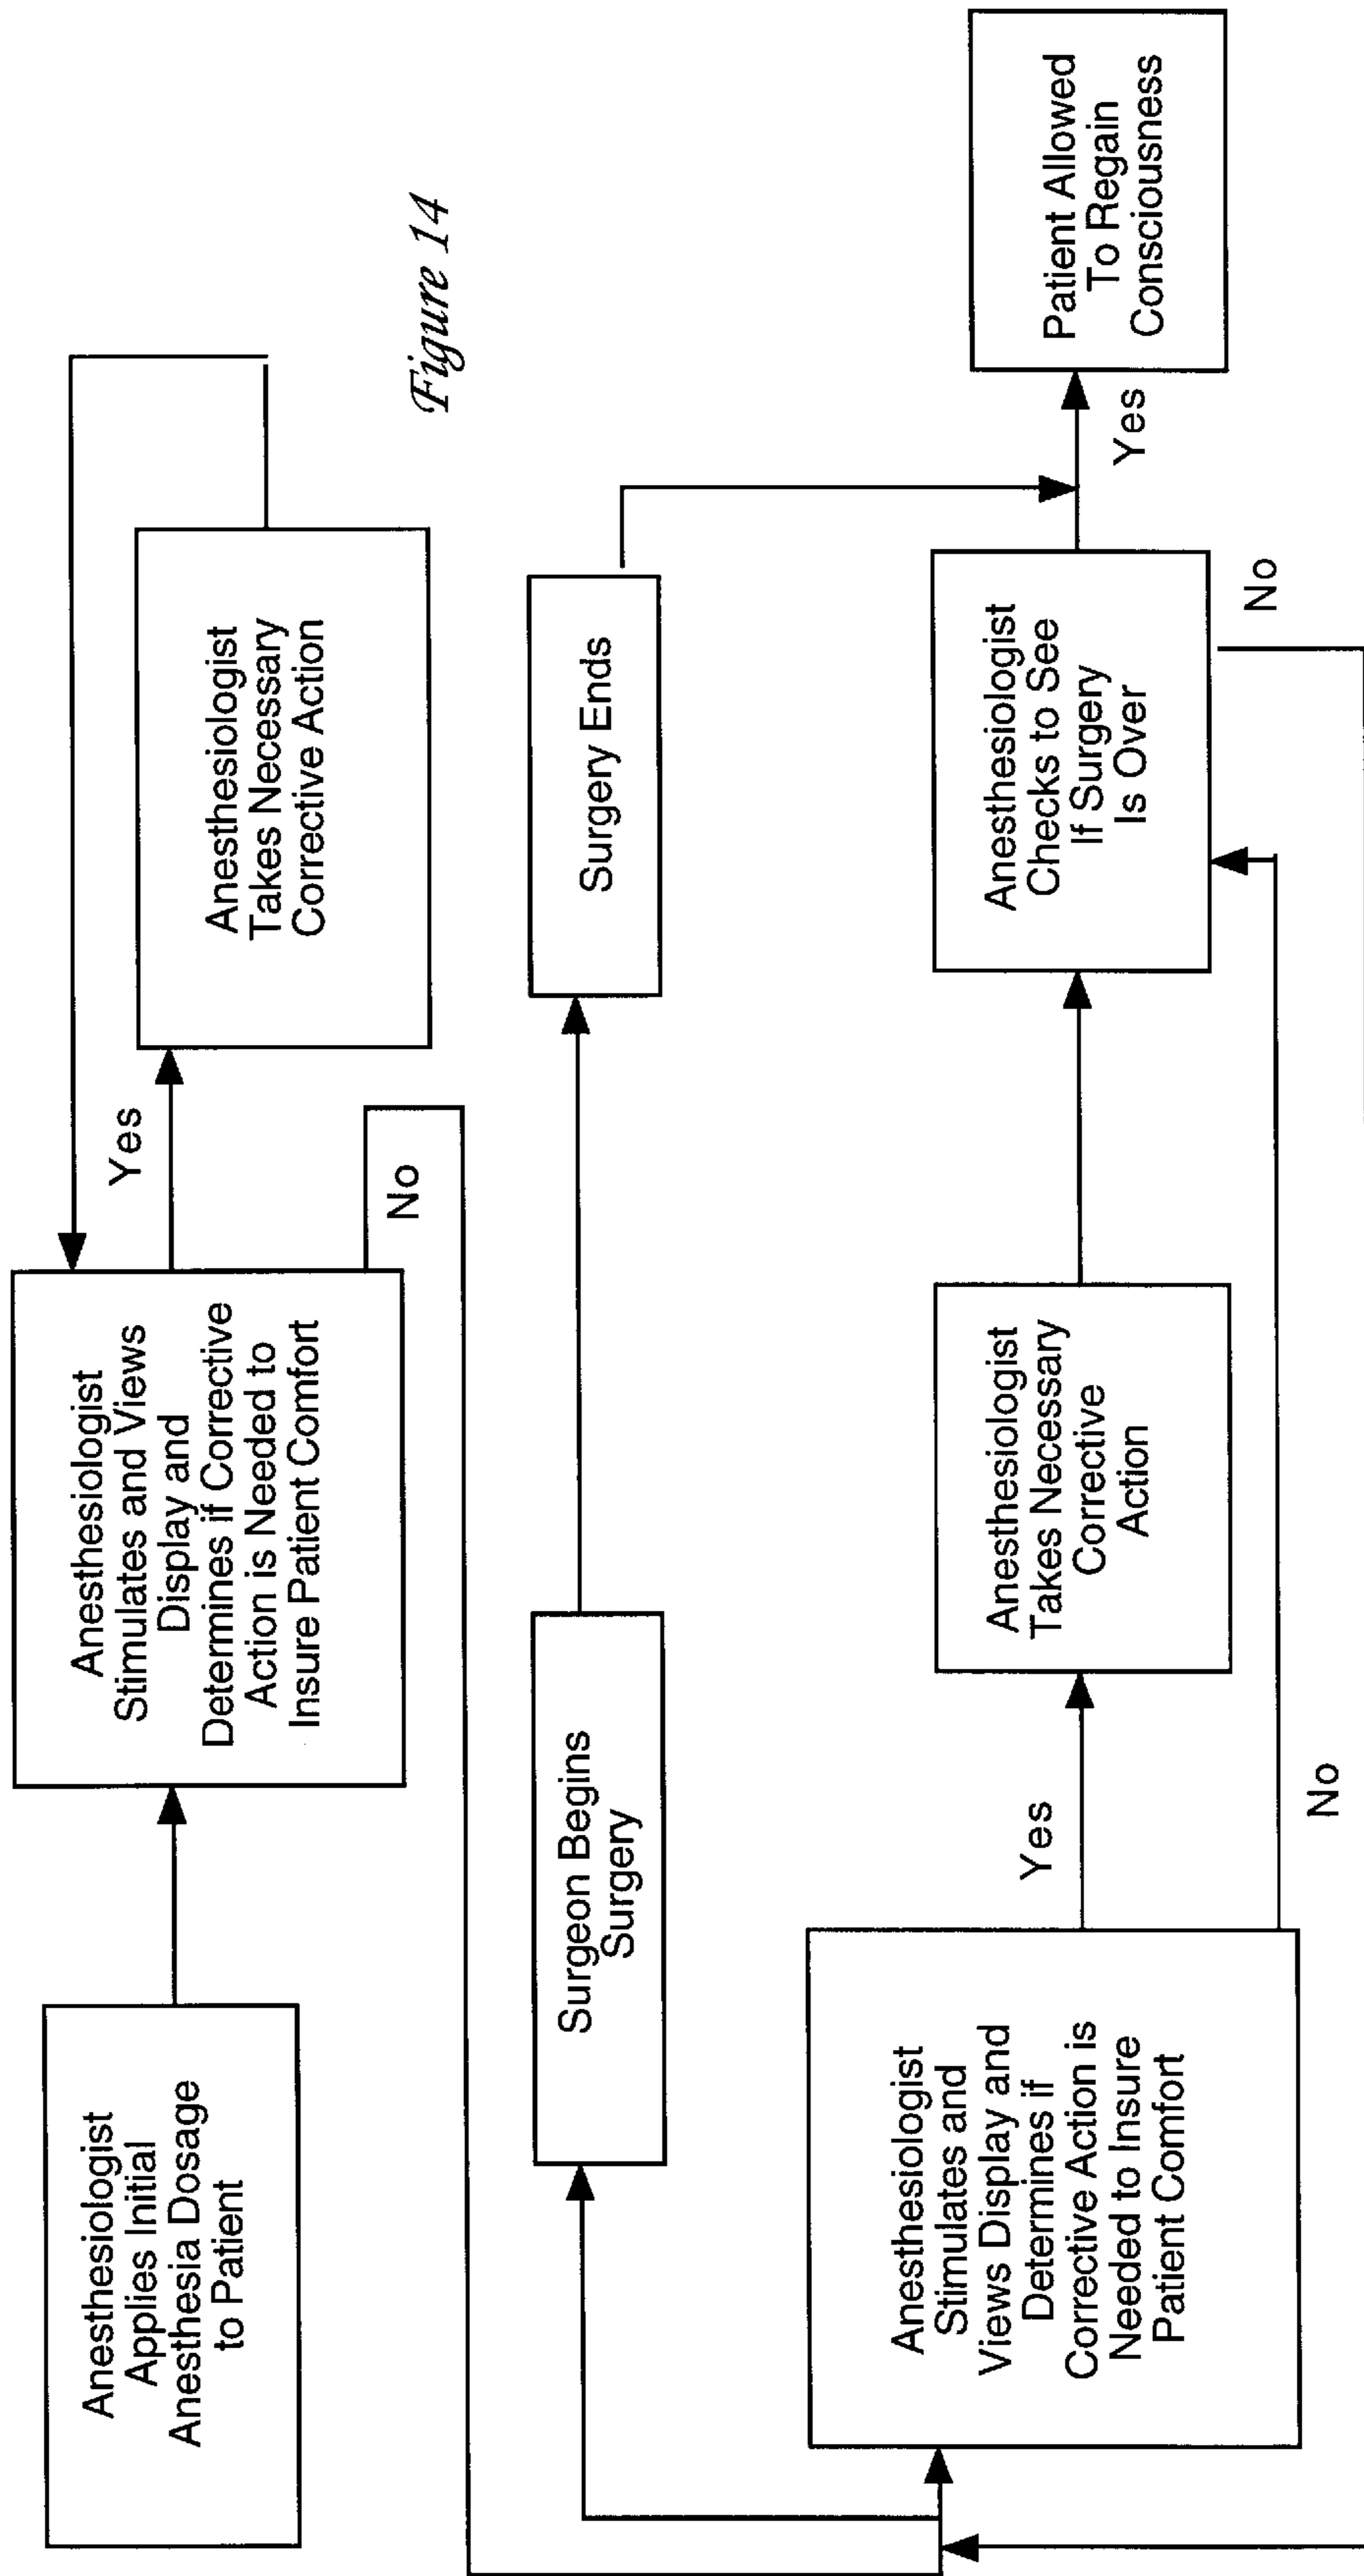 Anesthesiologist
Applies Initial
Anesthesia Dosage
to Patient
Anesthesiologist
Stimulates and Views
Display and
Determines if Corrective
Action is Needed to
Insure Patient Comfort
Yes
No
Anesthesiologist
Takes Necessary
Corrective Action
Figure 14
Surgeon Begins
Surgery
Surgery Ends
Anesthesiologist
Stimulates and
Views Display and
Determines if
Corrective Action is
Needed to Insure
Patient Comfort
Yes
No
Anesthesiologist
Takes Necessary
Corrective
Action
Anesthesiologist
Checks to See
If Surgery
Is Over
Yes
No
Patient Allowed
To Regain
Consciousness